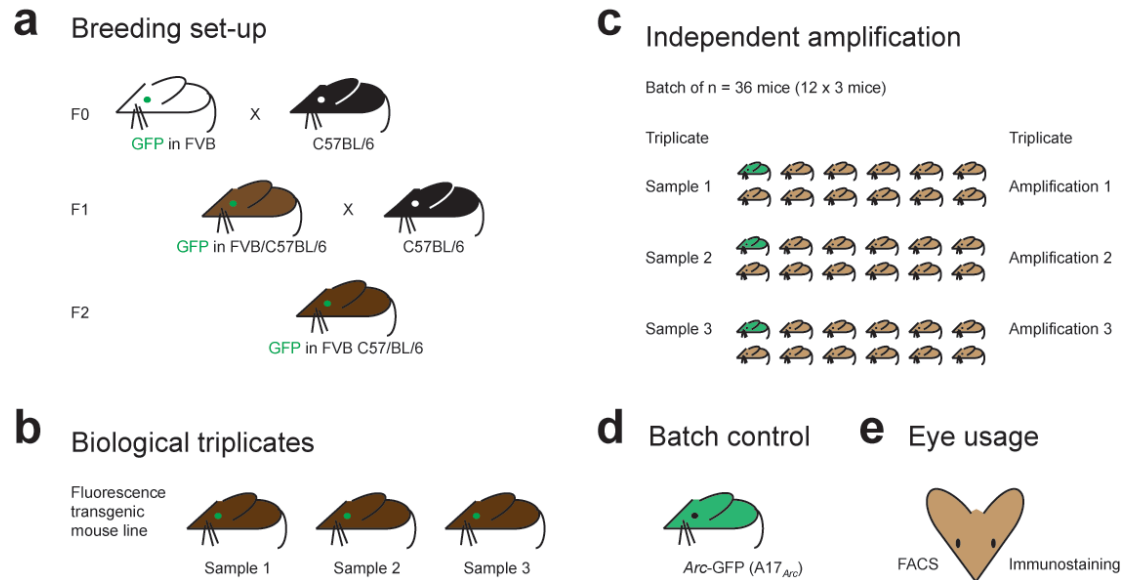 a Breeding set-up
F0
X
GFP in FVB
C57BL/6
F1
X
GFP in FVB/C57BL/6
C57BL/6
F2
GFP in FVB C57/BL/6
b Biological triplicates
Fluorescence
transgenic
mouse line
Sample 1 Sample 2 Sample 3
c Independent amplification
Batch of n = 36 mice (12 x 3 mice)
Triplicate Triplicate
Sample 1 Amplification 1
Sample 2 Amplification 2
Sample 3 Amplification 3
d Batch control
Arc-GFP (A17Arc)
e Eye usage
FACS Immunostaining